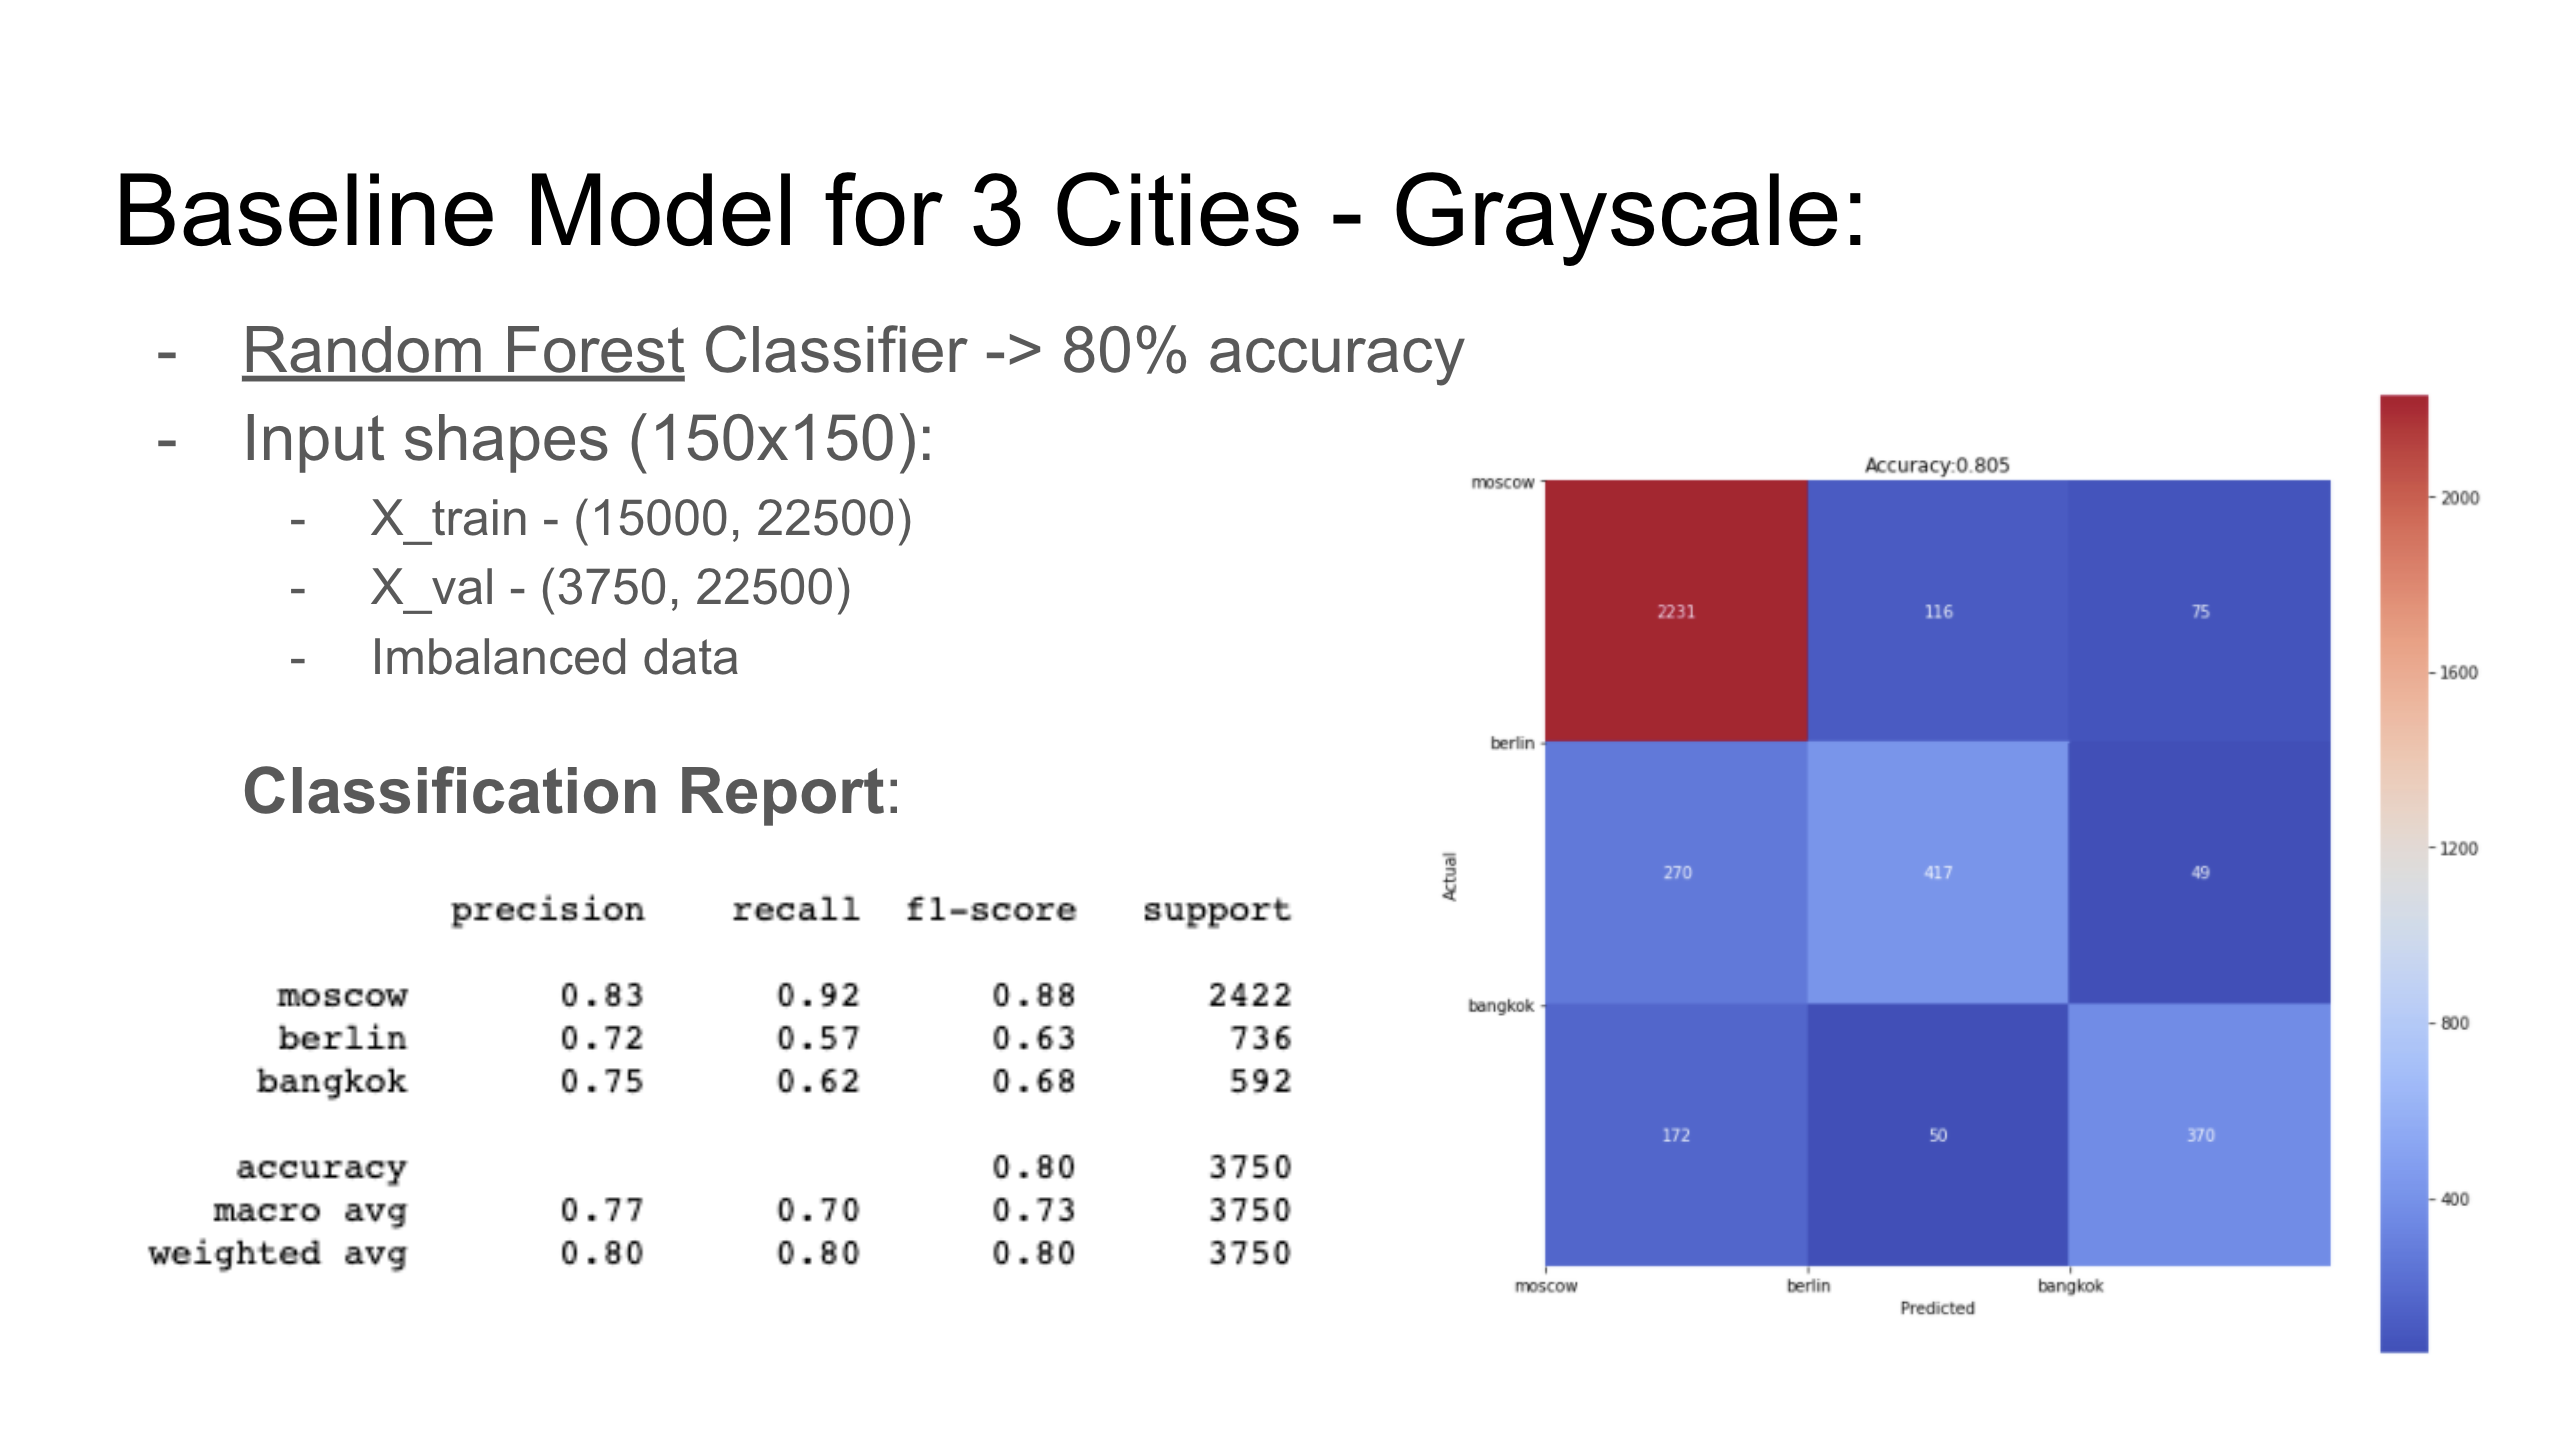 Baseline Model for 3 Cities - Grayscale:
- Random Forest Classifier -> 80% accuracy
- Input shapes (150x150):
- X_train - (15000, 22500)
- X_val - (3750, 22500)
- Imbalanced data
Classification Report:
precision recall f1-score support
moscow 0.83 0.92 0.88 2422
berlin 0.72 0.57 0.63 736
bangkok 0.75 0.62 0.68 592
accuracy 0.80 3750
macro avg 0.77 0.70 0.73 3750
weighted avg 0.80 0.80 0.80 3750
Accuracy:0.805
moscow
2231 116 75
berlin
Actual
270 417 49
bangkok
172 50 370
moscow berlin bangkok
Predicted
2000
1600
1200
800
400